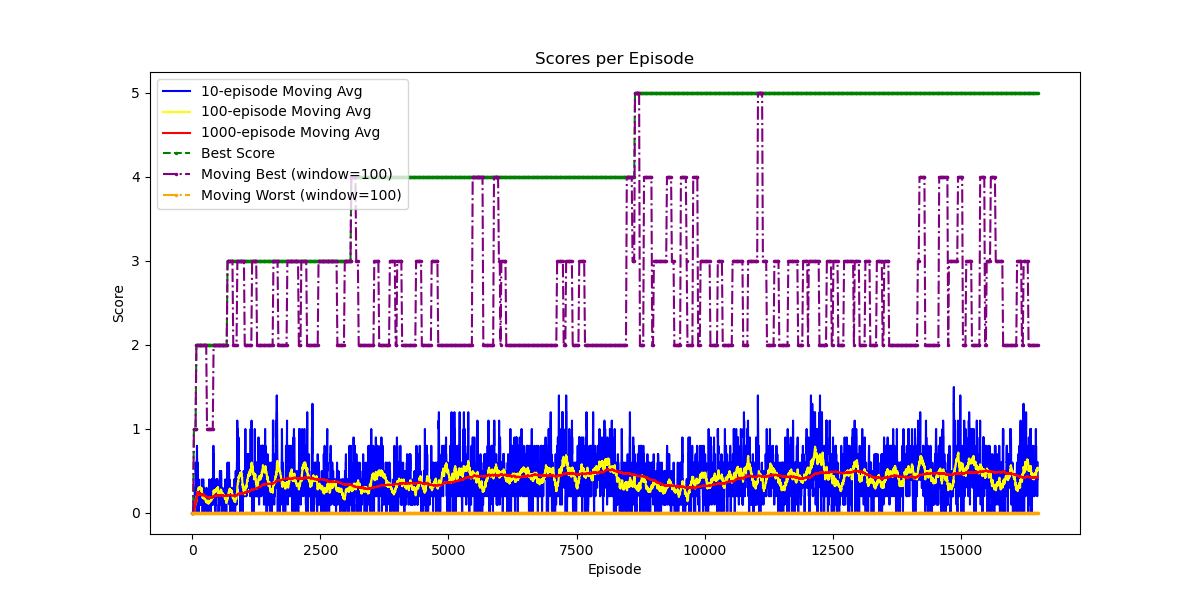 Scores per Episode
10-episode Moving Avg
100-episode Moving Avg
1000-episode Moving Avg
Best Score
Moving Best (window=100)
Moving Worst (window=100)
Score
5
4
3
2
1
0
0 2500 5000 7500 10000 12500 15000
Episode